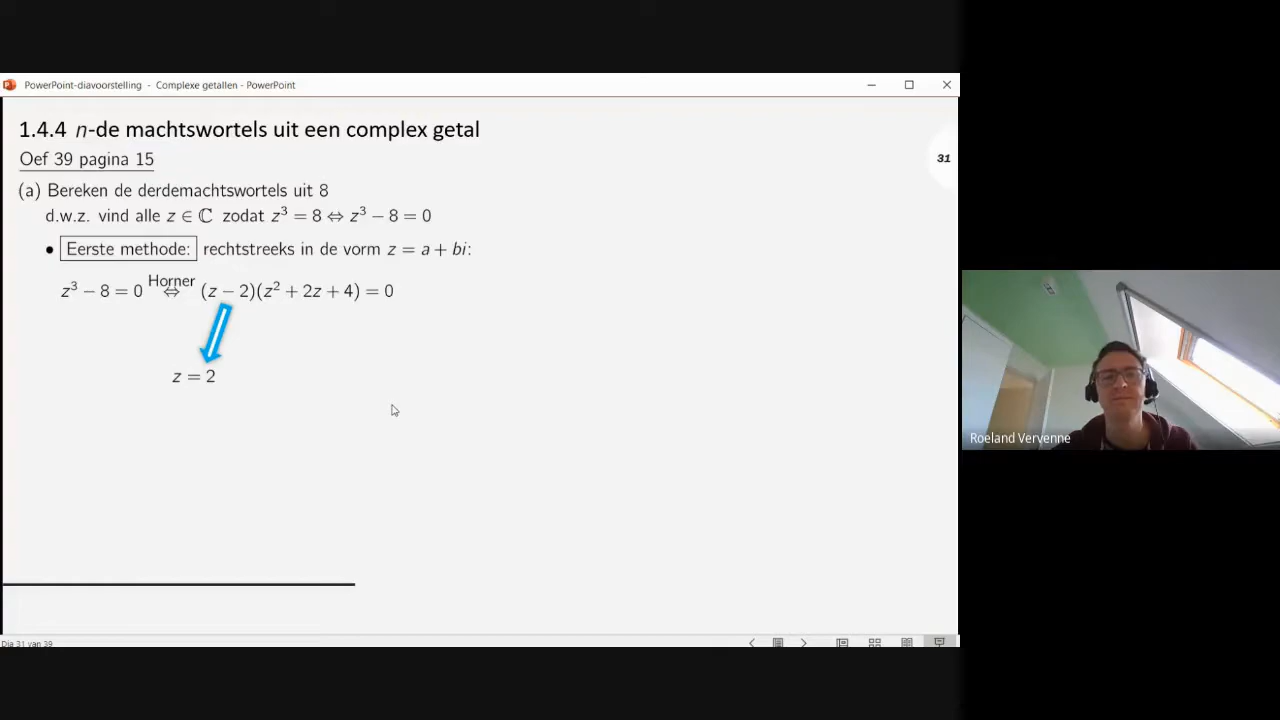 PowerPoint-diavoorstelling - Complexe getallen - PowerPoint
1.4.4 n-de machtswortels uit een complex getal
31
Oef 39 pagina 15
(a) Bereken de derdemachtswortels uit 8
d.w.z. vind alle z ∈ ℂ zodat z³ = 8 ⇔ z³ − 8 = 0
• Eerste methode: rechtstreeks in de vorm z = a + bi:
z³ − 8 = 0 Horner ⇔ (z − 2)(z² + 2z + 4) = 0
z = 2
Roeland Vervenne
Dia 31 van 39